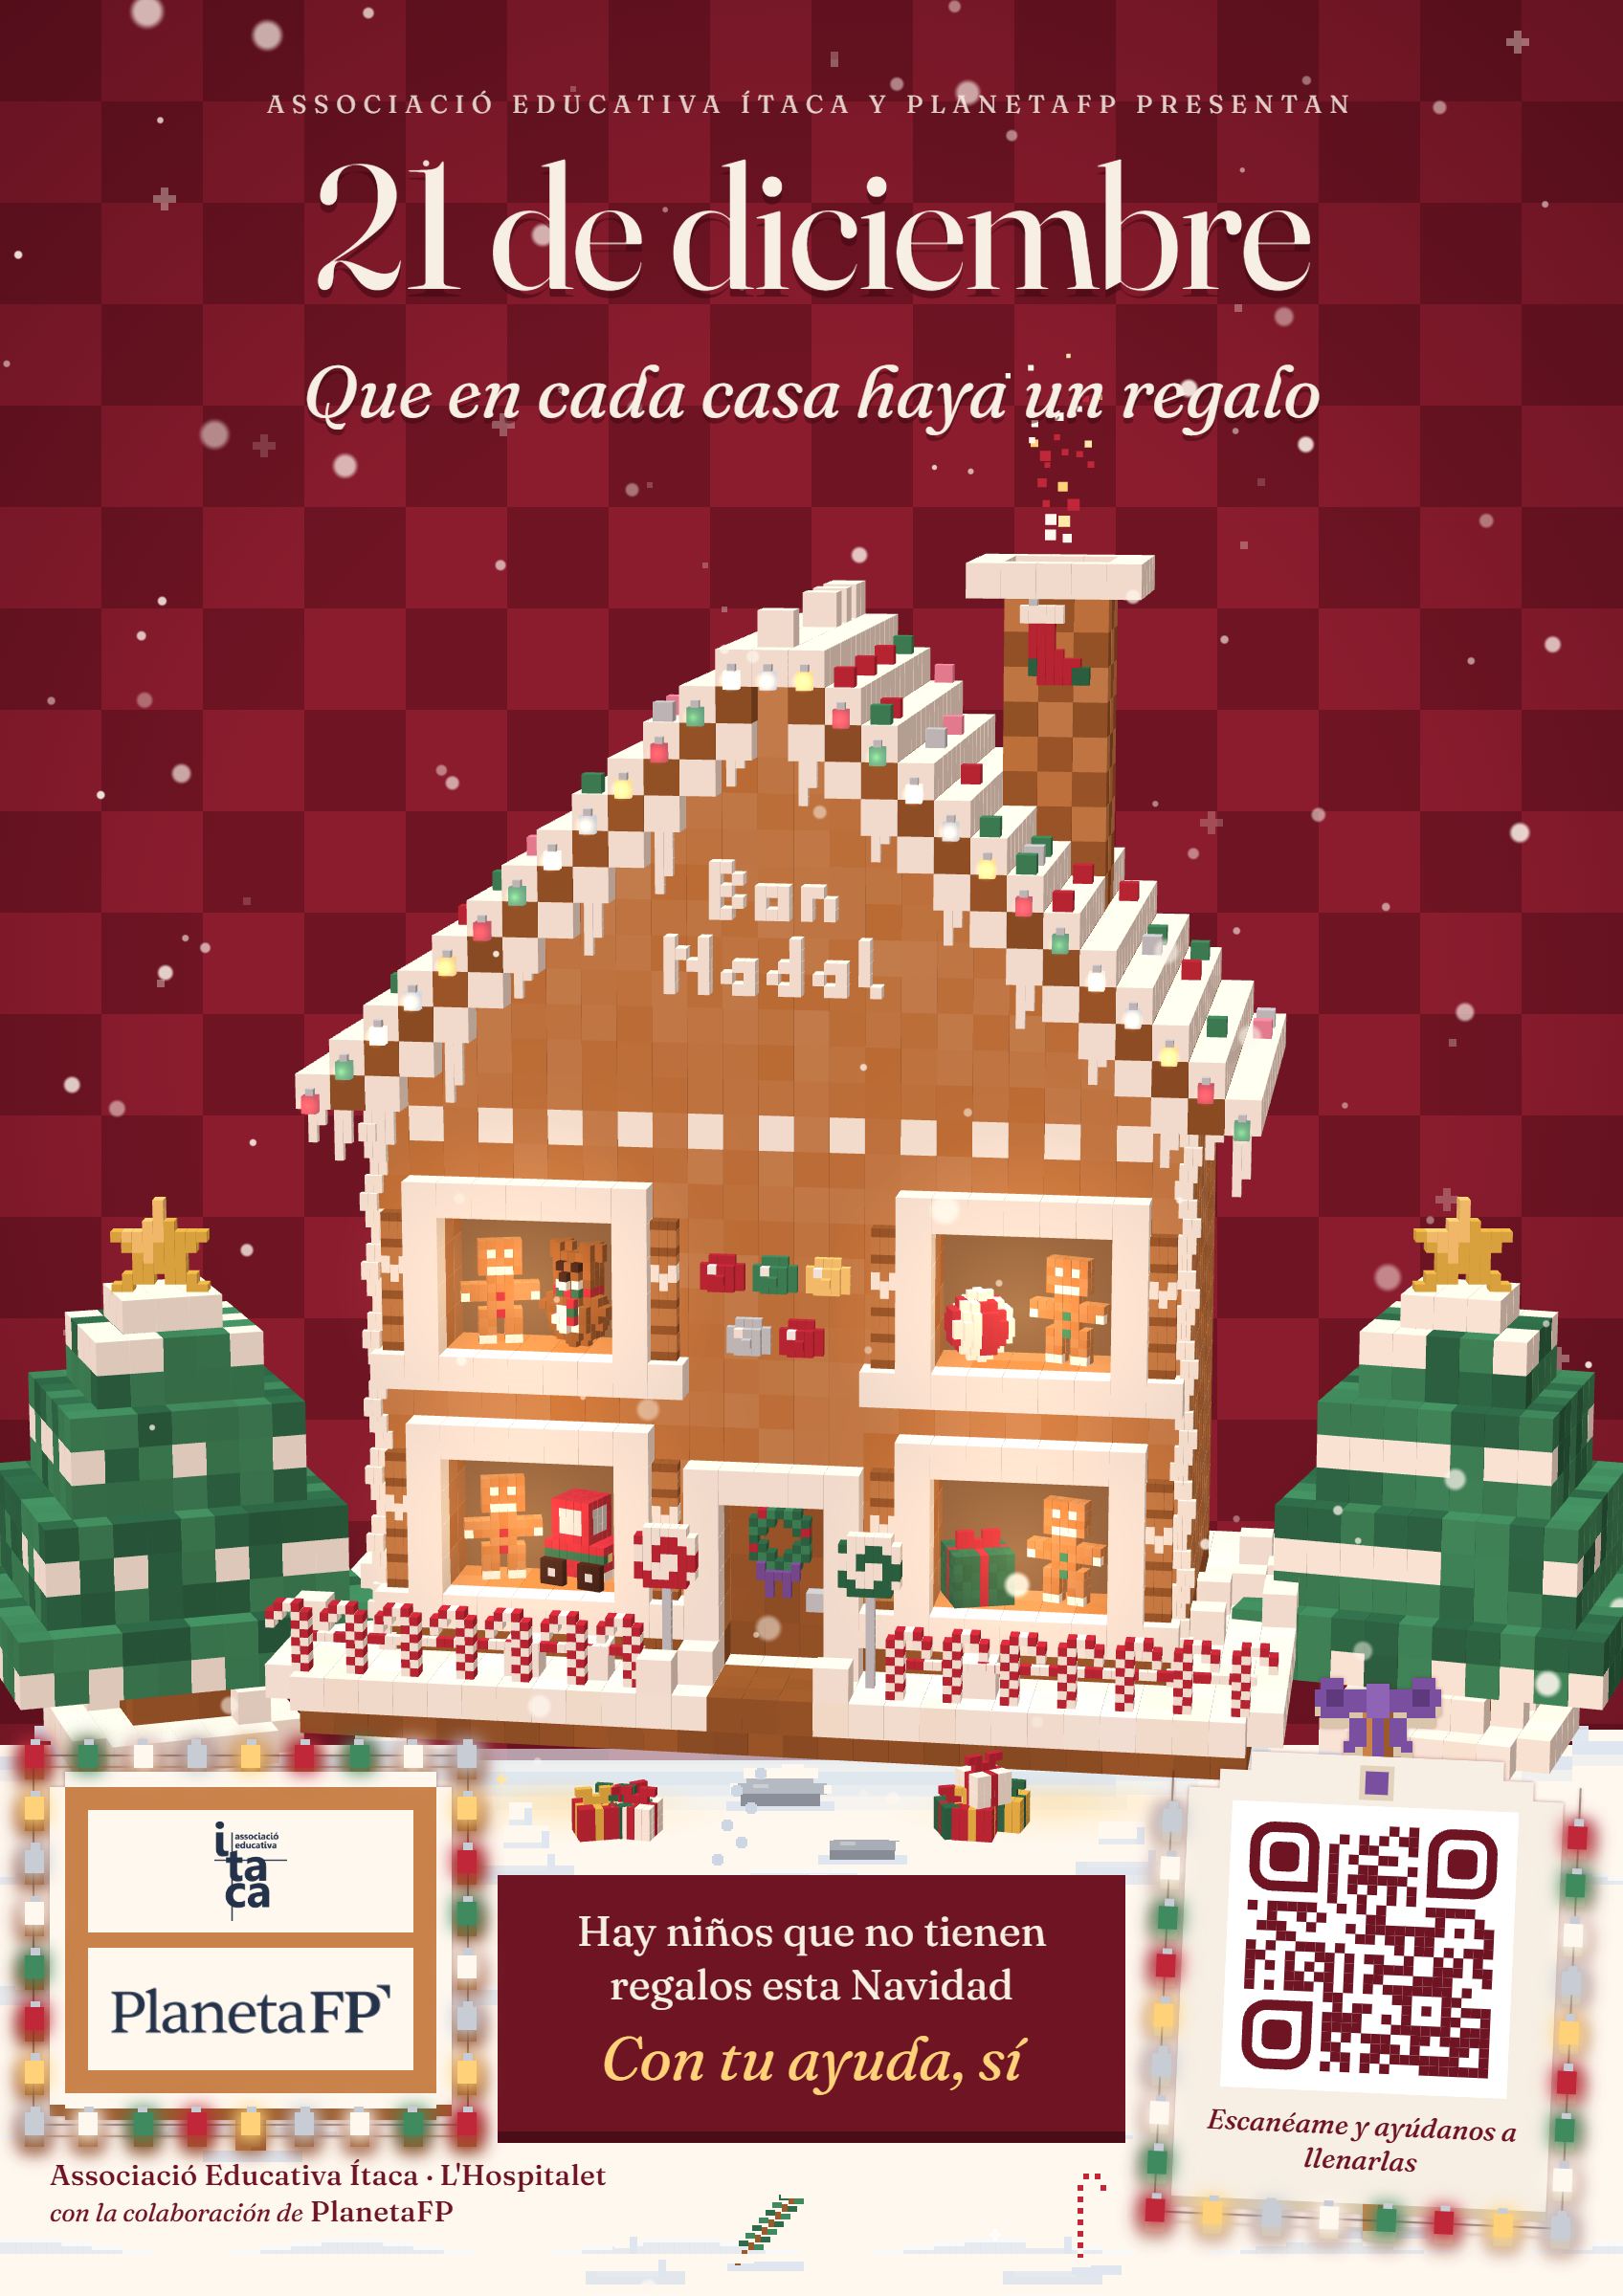 ASSOCIACIÓ EDUCATIVA ÍTACA Y PLANETAFP PRESENTAN
21 de diciembre
Que en cada casa haya un regalo
Bon
Nadal
associació
educativa
itaca
PlanetaFP
Hay niños que no tienen
regalos esta Navidad
Con tu ayuda, sí
Escanéame y ayúdanos a
llenarlas
Associació Educativa Ítaca · L'Hospitalet
con la colaboración de PlanetaFP